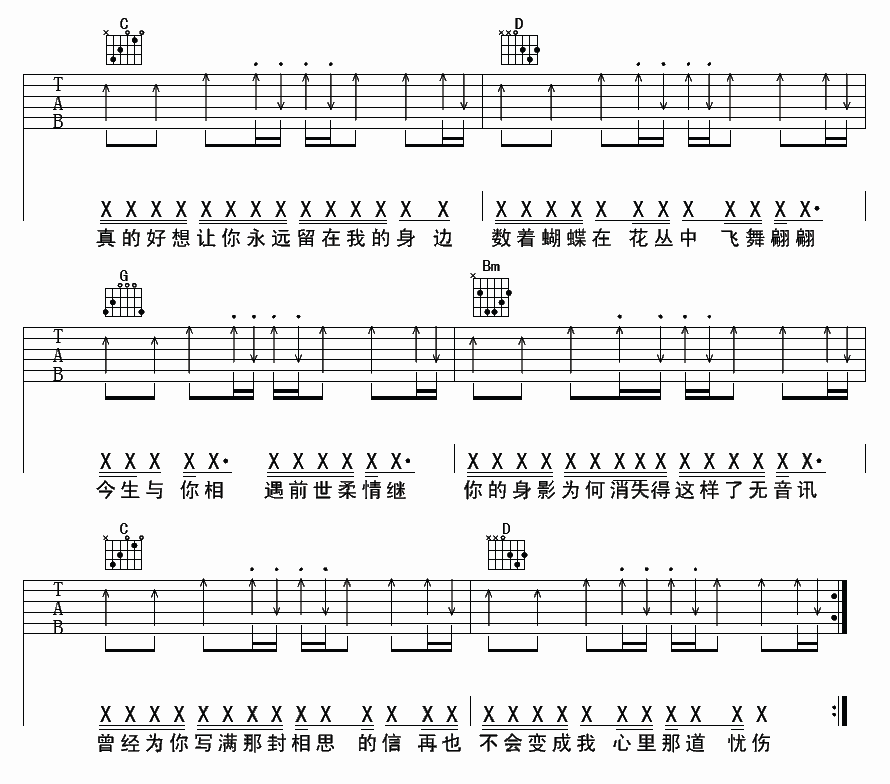 C D
T
A
B
X X X X X X X X X X X X X X X X X X X X X X X X X X X·
真的好想让你永远留在我的身 边 数着蝴蝶在 花丛中 飞舞翩翩
G Bm
T
A
B
X X X X X· X X X X X X· X X X X X X X X X X X X X X·
今生与 你相 遇前世柔情继 你的身影为何消失得这样了无音讯
C D
T
A
B
X X X X X X X X X X X X X X X X X X X X X X X X X X
曾经为你写满那封相思 的信 再也 不会变成我 心里那道 忧伤